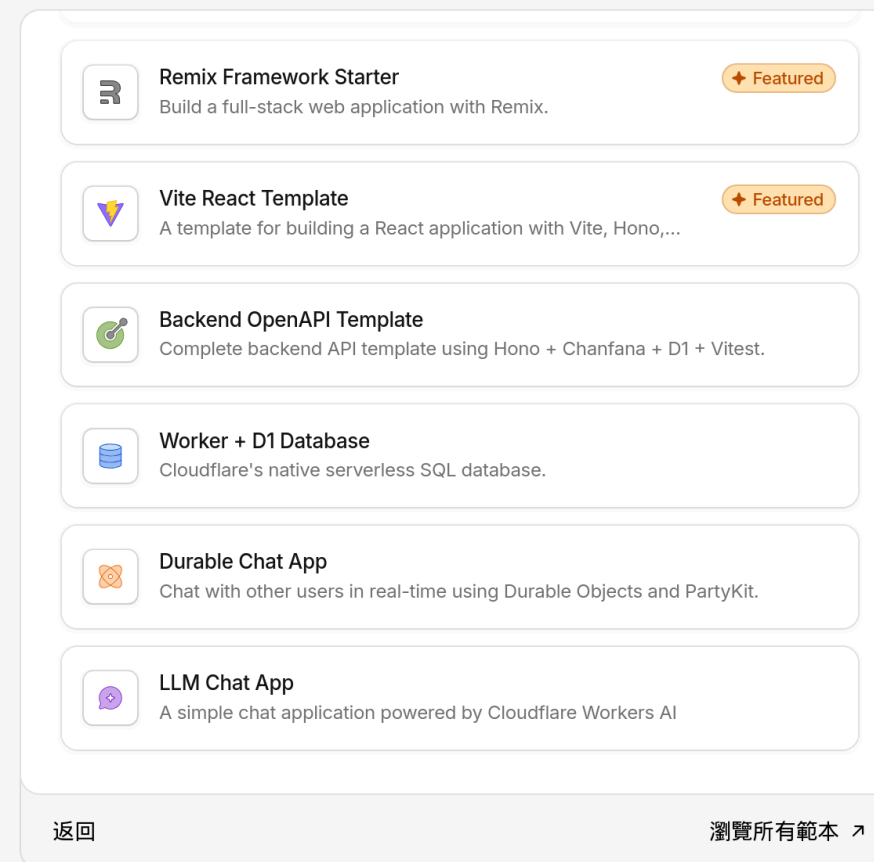 Remix Framework Starter
Featured
Build a full-stack web application with Remix.
Vite React Template
Featured
A template for building a React application with Vite, Hono,...
Backend OpenAPI Template
Complete backend API template using Hono + Chanfana + D1 + Vitest.
Worker + D1 Database
Cloudflare's native serverless SQL database.
Durable Chat App
Chat with other users in real-time using Durable Objects and PartyKit.
LLM Chat App
A simple chat application powered by Cloudflare Workers AI
返回
瀏覽所有範本 ↗